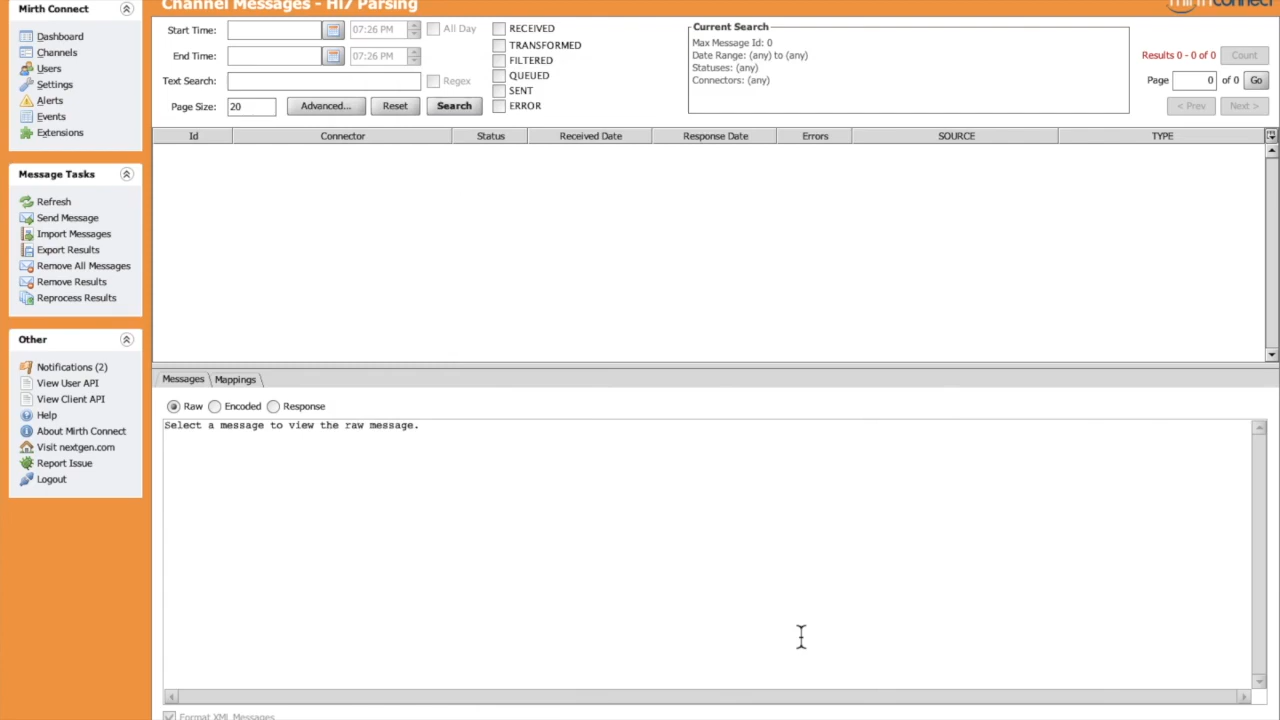 Mirth Connect
Dashboard
Channels
Users
Settings
Alerts
Events
Extensions
Message Tasks
Refresh
Send Message
Import Messages
Export Results
Remove All Messages
Remove Results
Reprocess Results
Other
Notifications (2)
View User API
View Client API
Help
About Mirth Connect
Visit nextgen.com
Report Issue
Logout
Channel Messages - Hl7 Parsing
mirth connect
Start Time: 07:26 PM All Day
End Time: 07:26 PM
Text Search: Regex
Page Size: 20 Advanced... Reset Search
RECEIVED
TRANSFORMED
FILTERED
QUEUED
SENT
ERROR
Current Search
Max Message Id: 0
Date Range: (any) to (any)
Statuses: (any)
Connectors: (any)
Results 0 - 0 of 0 Count
Page 0 of 0 Go
< Prev Next >
Id Connector Status Received Date Response Date Errors SOURCE TYPE
Messages Mappings
Raw Encoded Response
Select a message to view the raw message.
Format XML Messages